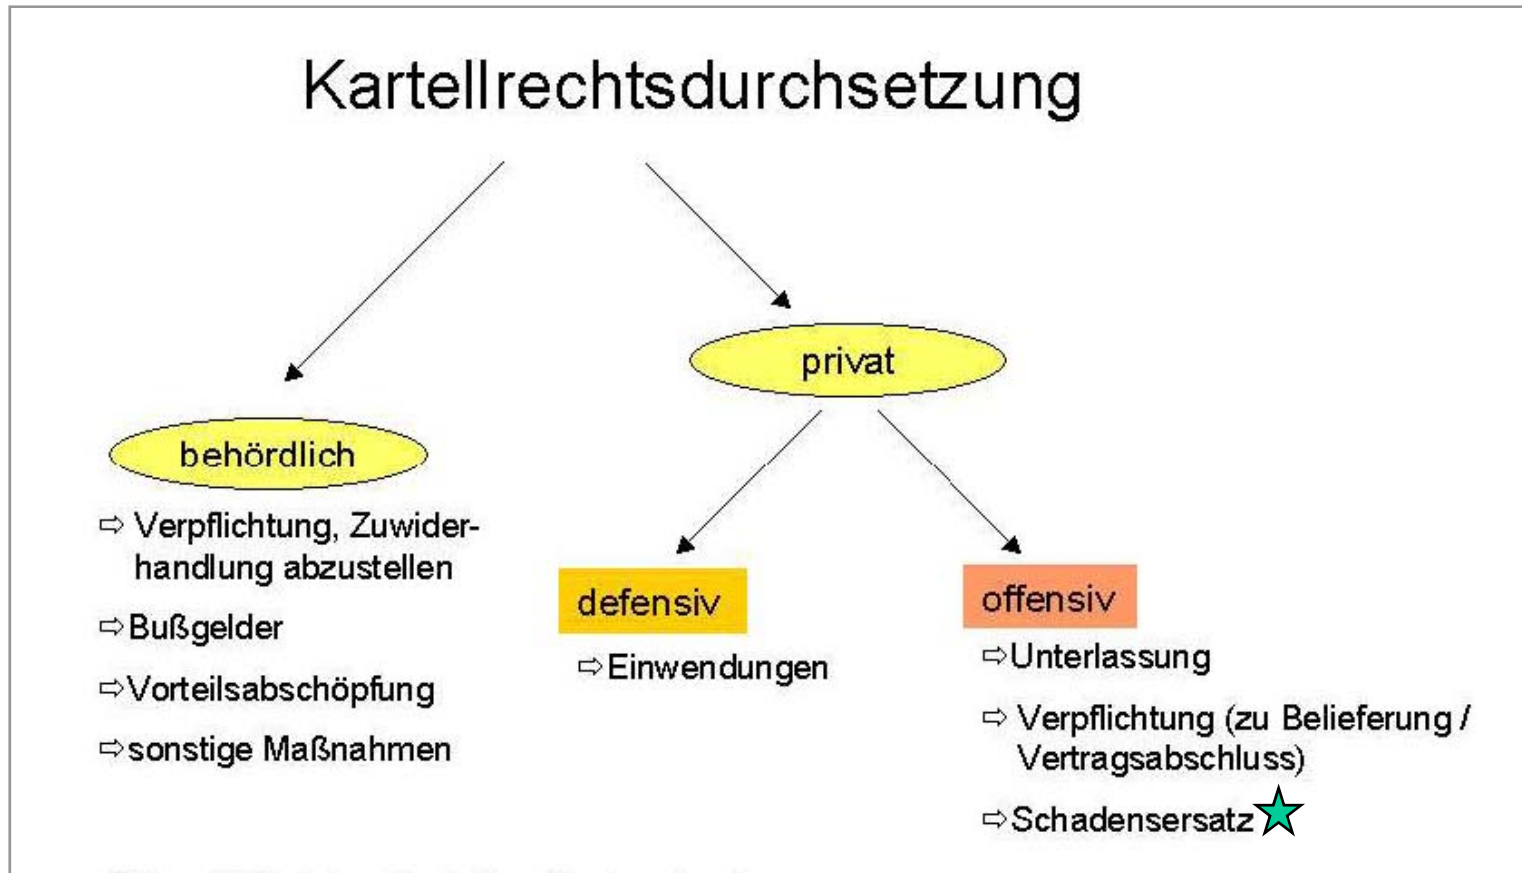 Kartellrechtsdurchsetzung
privat
behördlich
⇨ Verpflichtung, Zuwider-
handlung abzustellen
⇨Bußgelder
⇨Vorteilsabschöpfung
⇨sonstige Maßnahmen
defensiv
⇨Einwendungen
offensiv
⇨Unterlassung
⇨ Verpflichtung (zu Belieferung /
Vertragsabschluss)
⇨Schadensersatz